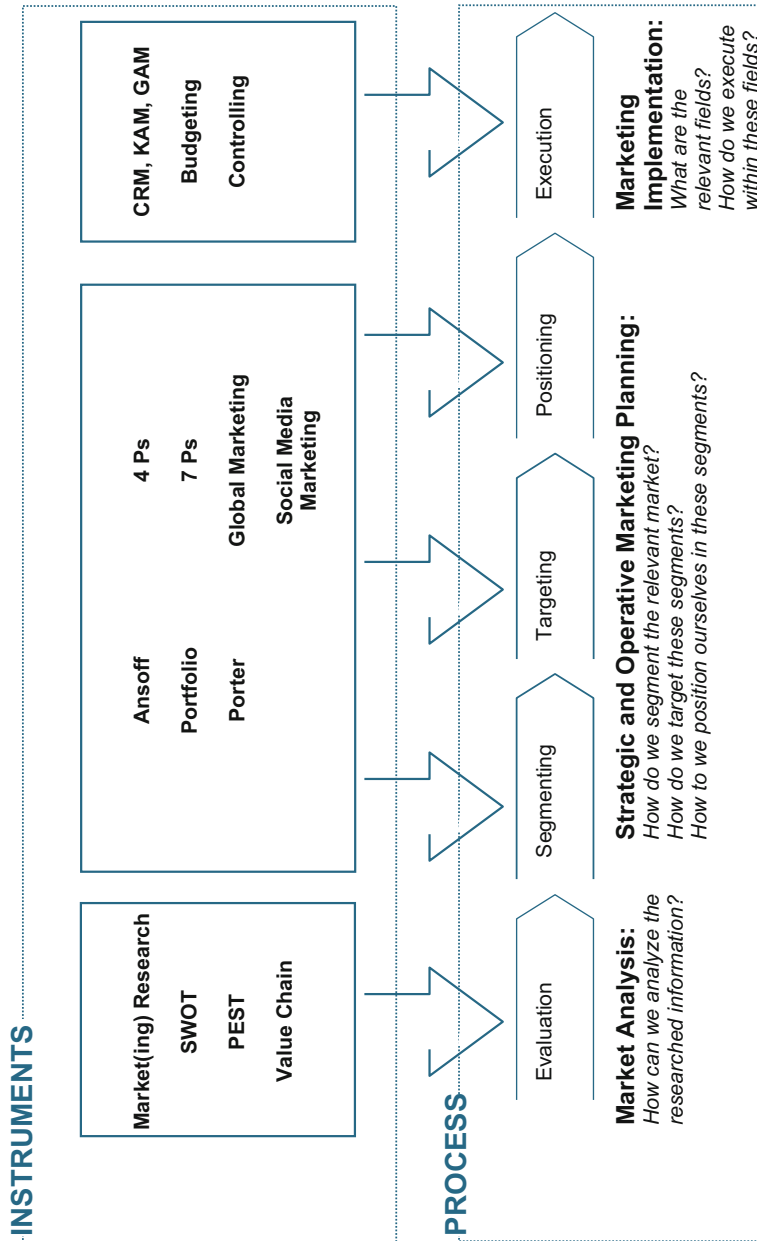 INSTRUMENTS
Market(ing) Research
SWOT
PEST
Value Chain
Ansoff
Portfolio
Porter
4 Ps
7 Ps
Global Marketing
Social Media
Marketing
CRM, KAM, GAM
Budgeting
Controlling
PROCESS
Evaluation
Segmenting
Targeting
Positioning
Execution
Market Analysis:
How can we analyze the
researched information?
Strategic and Operative Marketing Planning:
How do we segment the relevant market?
How do we target these segments?
How to we position ourselves in these segments?
Marketing
Implementation:
What are the
relevant fields?
How do we execute
within these fields?